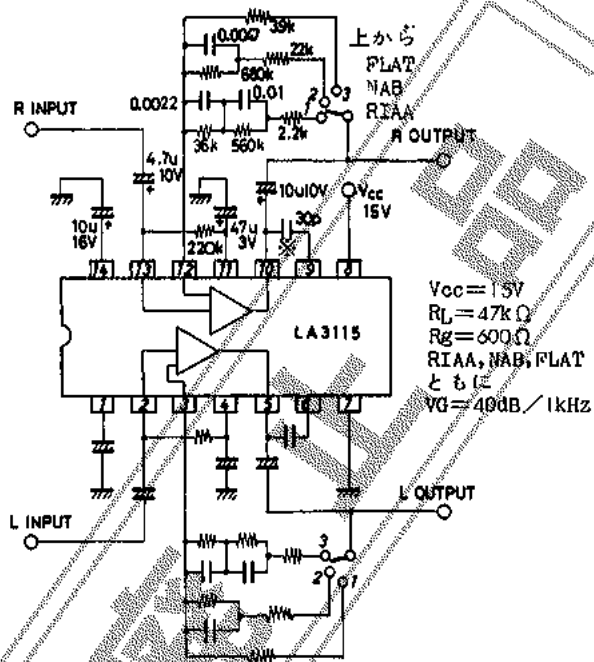 39k
0.0047
22k
680k
0.0022
0.01
36k
560k
2.2k
2
3
上から
FLAT
NAB
RIAA
R INPUT
R OUTPUT
4.7u
10V
10u
16V
220k
47u
3V
10u10V
30p
※
Vcc
15V
14
13
12
11
10
9
8
LA3115
1
2
3
4
5
6
7
Vcc=15V
RL=47kΩ
Rg=600Ω
RIAA, NAB, FLAT
ともに
VG=40dB/1kHz
L INPUT
L OUTPUT
3
2
1